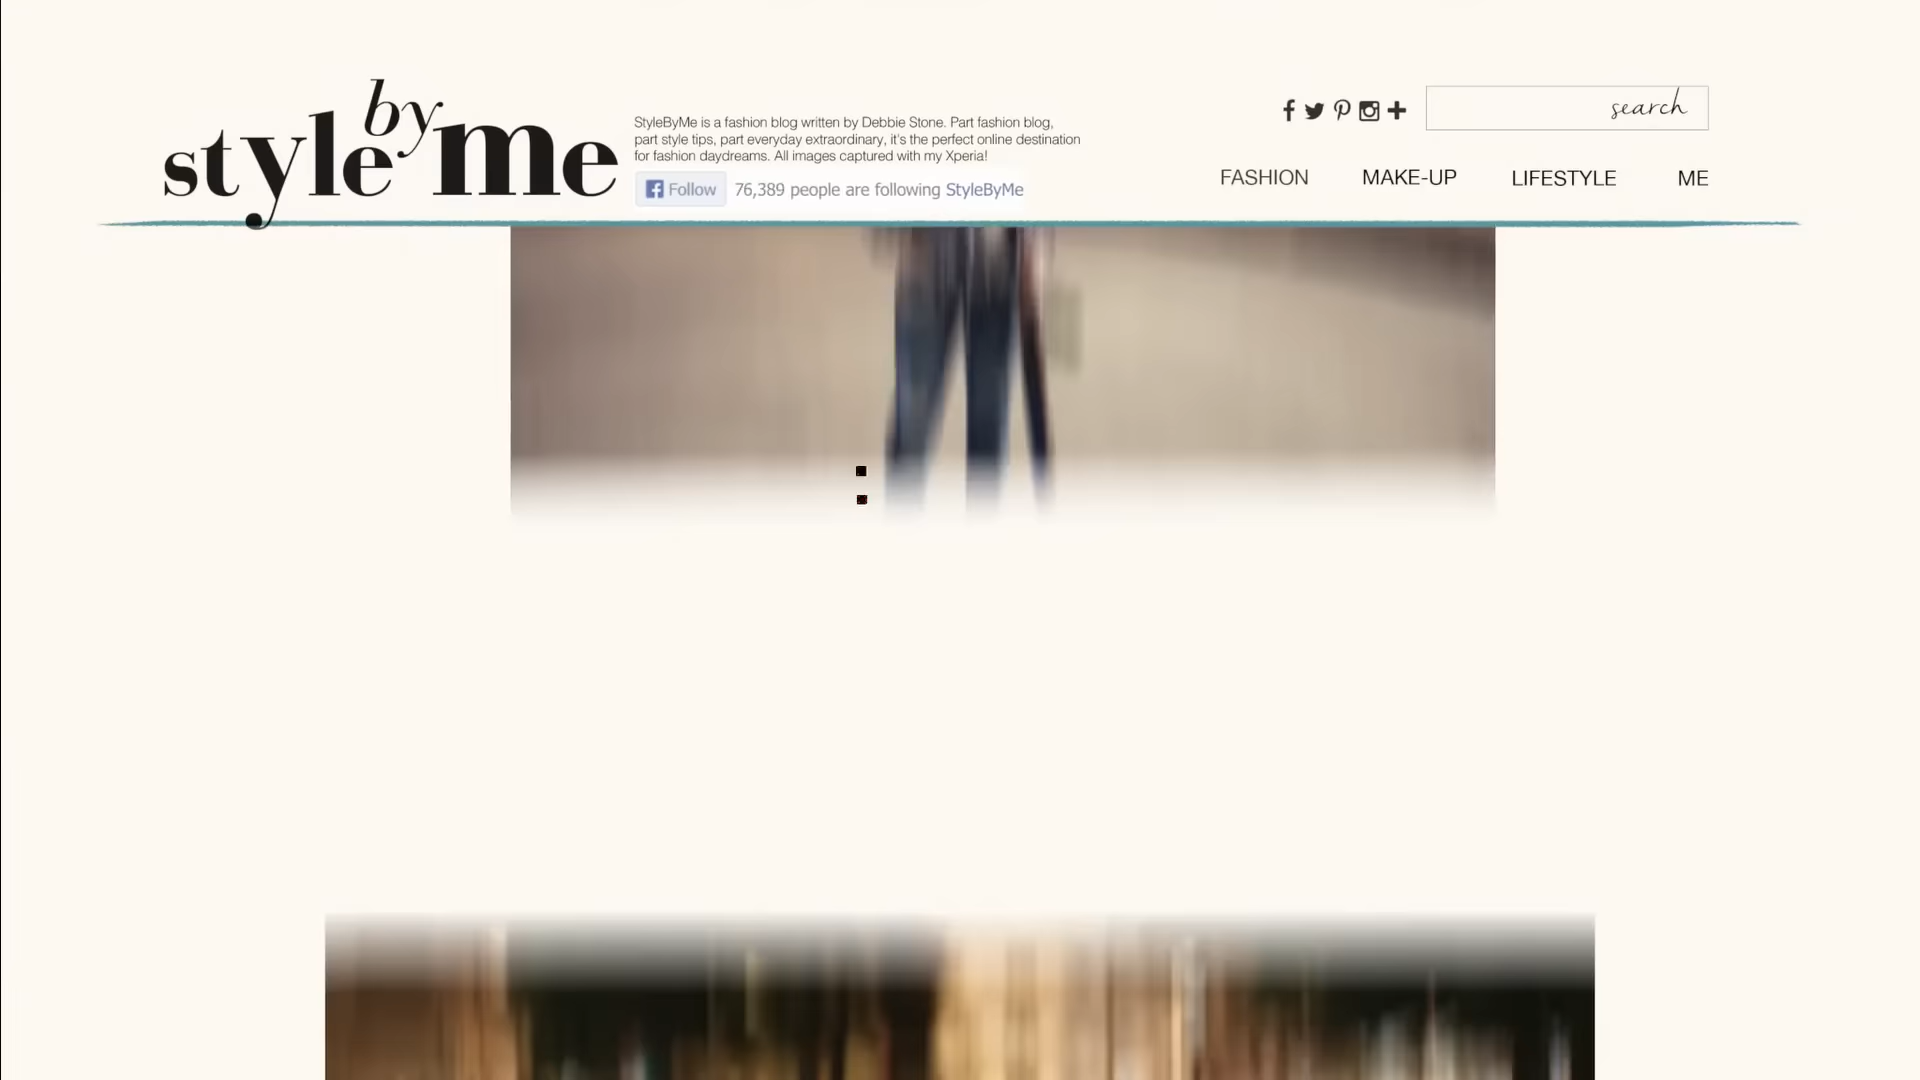 style by me
StyleByMe is a fashion blog written by Debbie Stone. Part fashion blog,
part style tips, part everyday extraordinary, it's the perfect online destination
for fashion daydreams. All images captured with my Xperia!
Follow 76,389 people are following StyleByMe
search
FASHION MAKE-UP LIFESTYLE ME